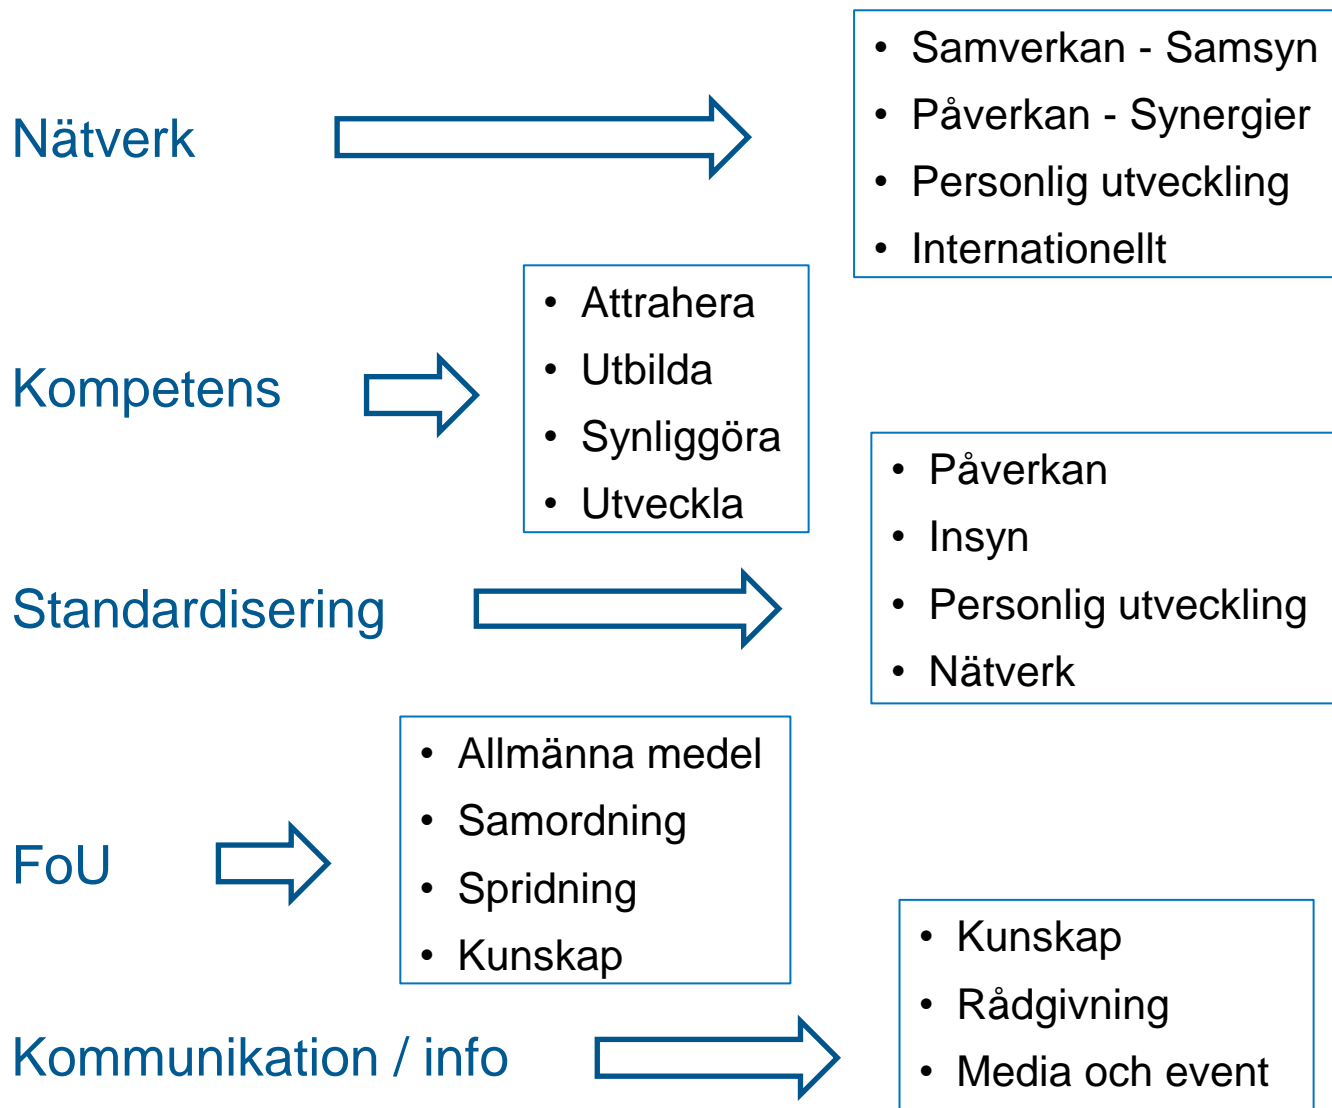 Nätverk
• Samverkan - Samsyn
• Påverkan - Synergier
• Personlig utveckling
• Internationellt
Kompetens
• Attrahera
• Utbilda
• Synliggöra
• Utveckla
Standardisering
• Påverkan
• Insyn
• Personlig utveckling
• Nätverk
FoU
• Allmänna medel
• Samordning
• Spridning
• Kunskap
Kommunikation / info
• Kunskap
• Rådgivning
• Media och event